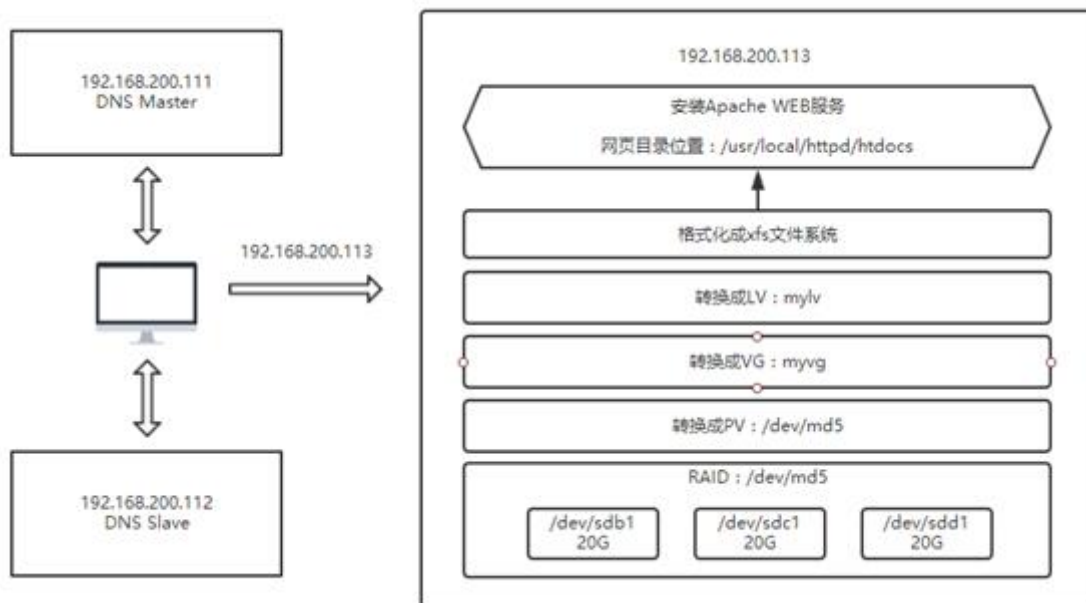 192.168.200.111
DNS Master
192.168.200.113
192.168.200.112
DNS Slave
192.168.200.113
安装Apache WEB服务
网页目录位置：/usr/local/httpd/htdocs
格式化成xfs文件系统
转换成LV：mylv
转换成VG：myvg
转换成PV：/dev/md5
RAID：/dev/md5
/dev/sdb1
20G
/dev/sdc1
20G
/dev/sdd1
20G